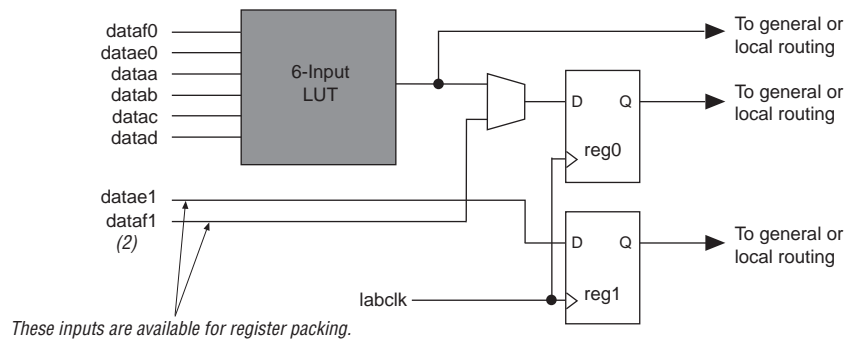 dataf0
datae0
dataa
datab
datac
datad
6-Input
LUT
To general or
local routing
D Q
reg0
To general or
local routing
datae1
dataf1
(2)
D Q
reg1
To general or
local routing
labclk
These inputs are available for register packing.